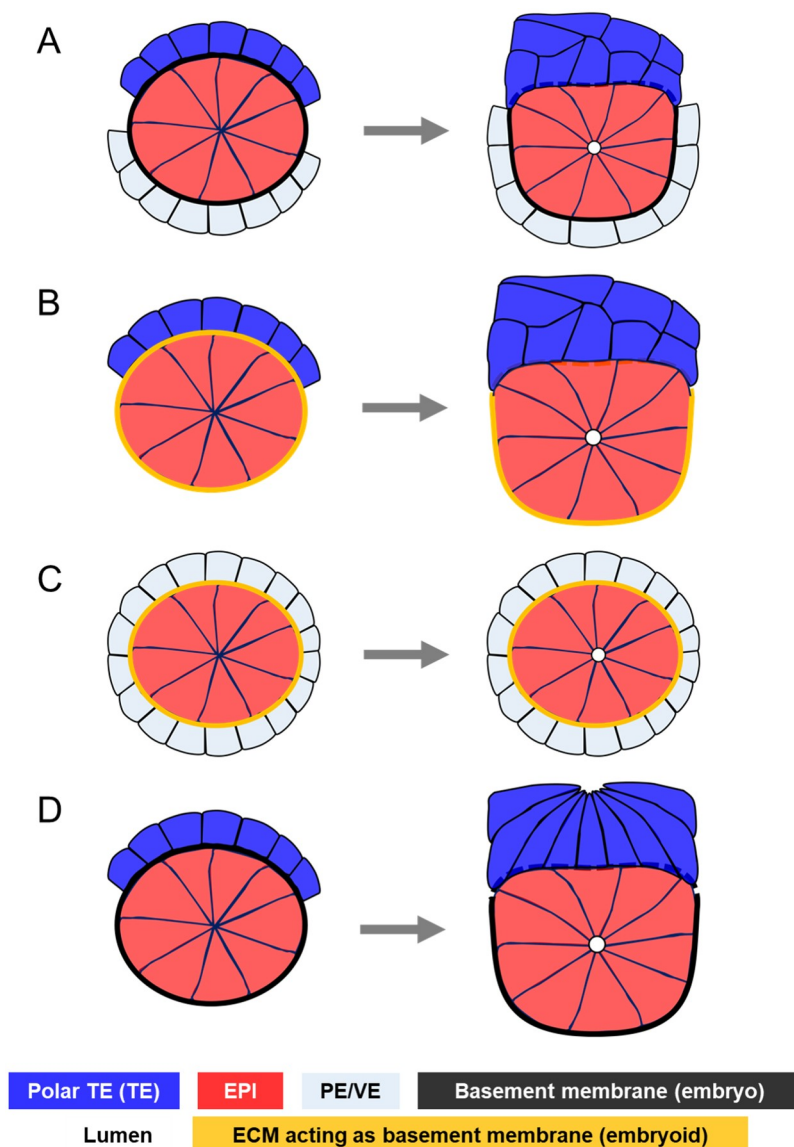 A
B
C
D
Polar TE (TE) EPI PE/VE Basement membrane (embryo)
Lumen ECM acting as basement membrane (embryoid)